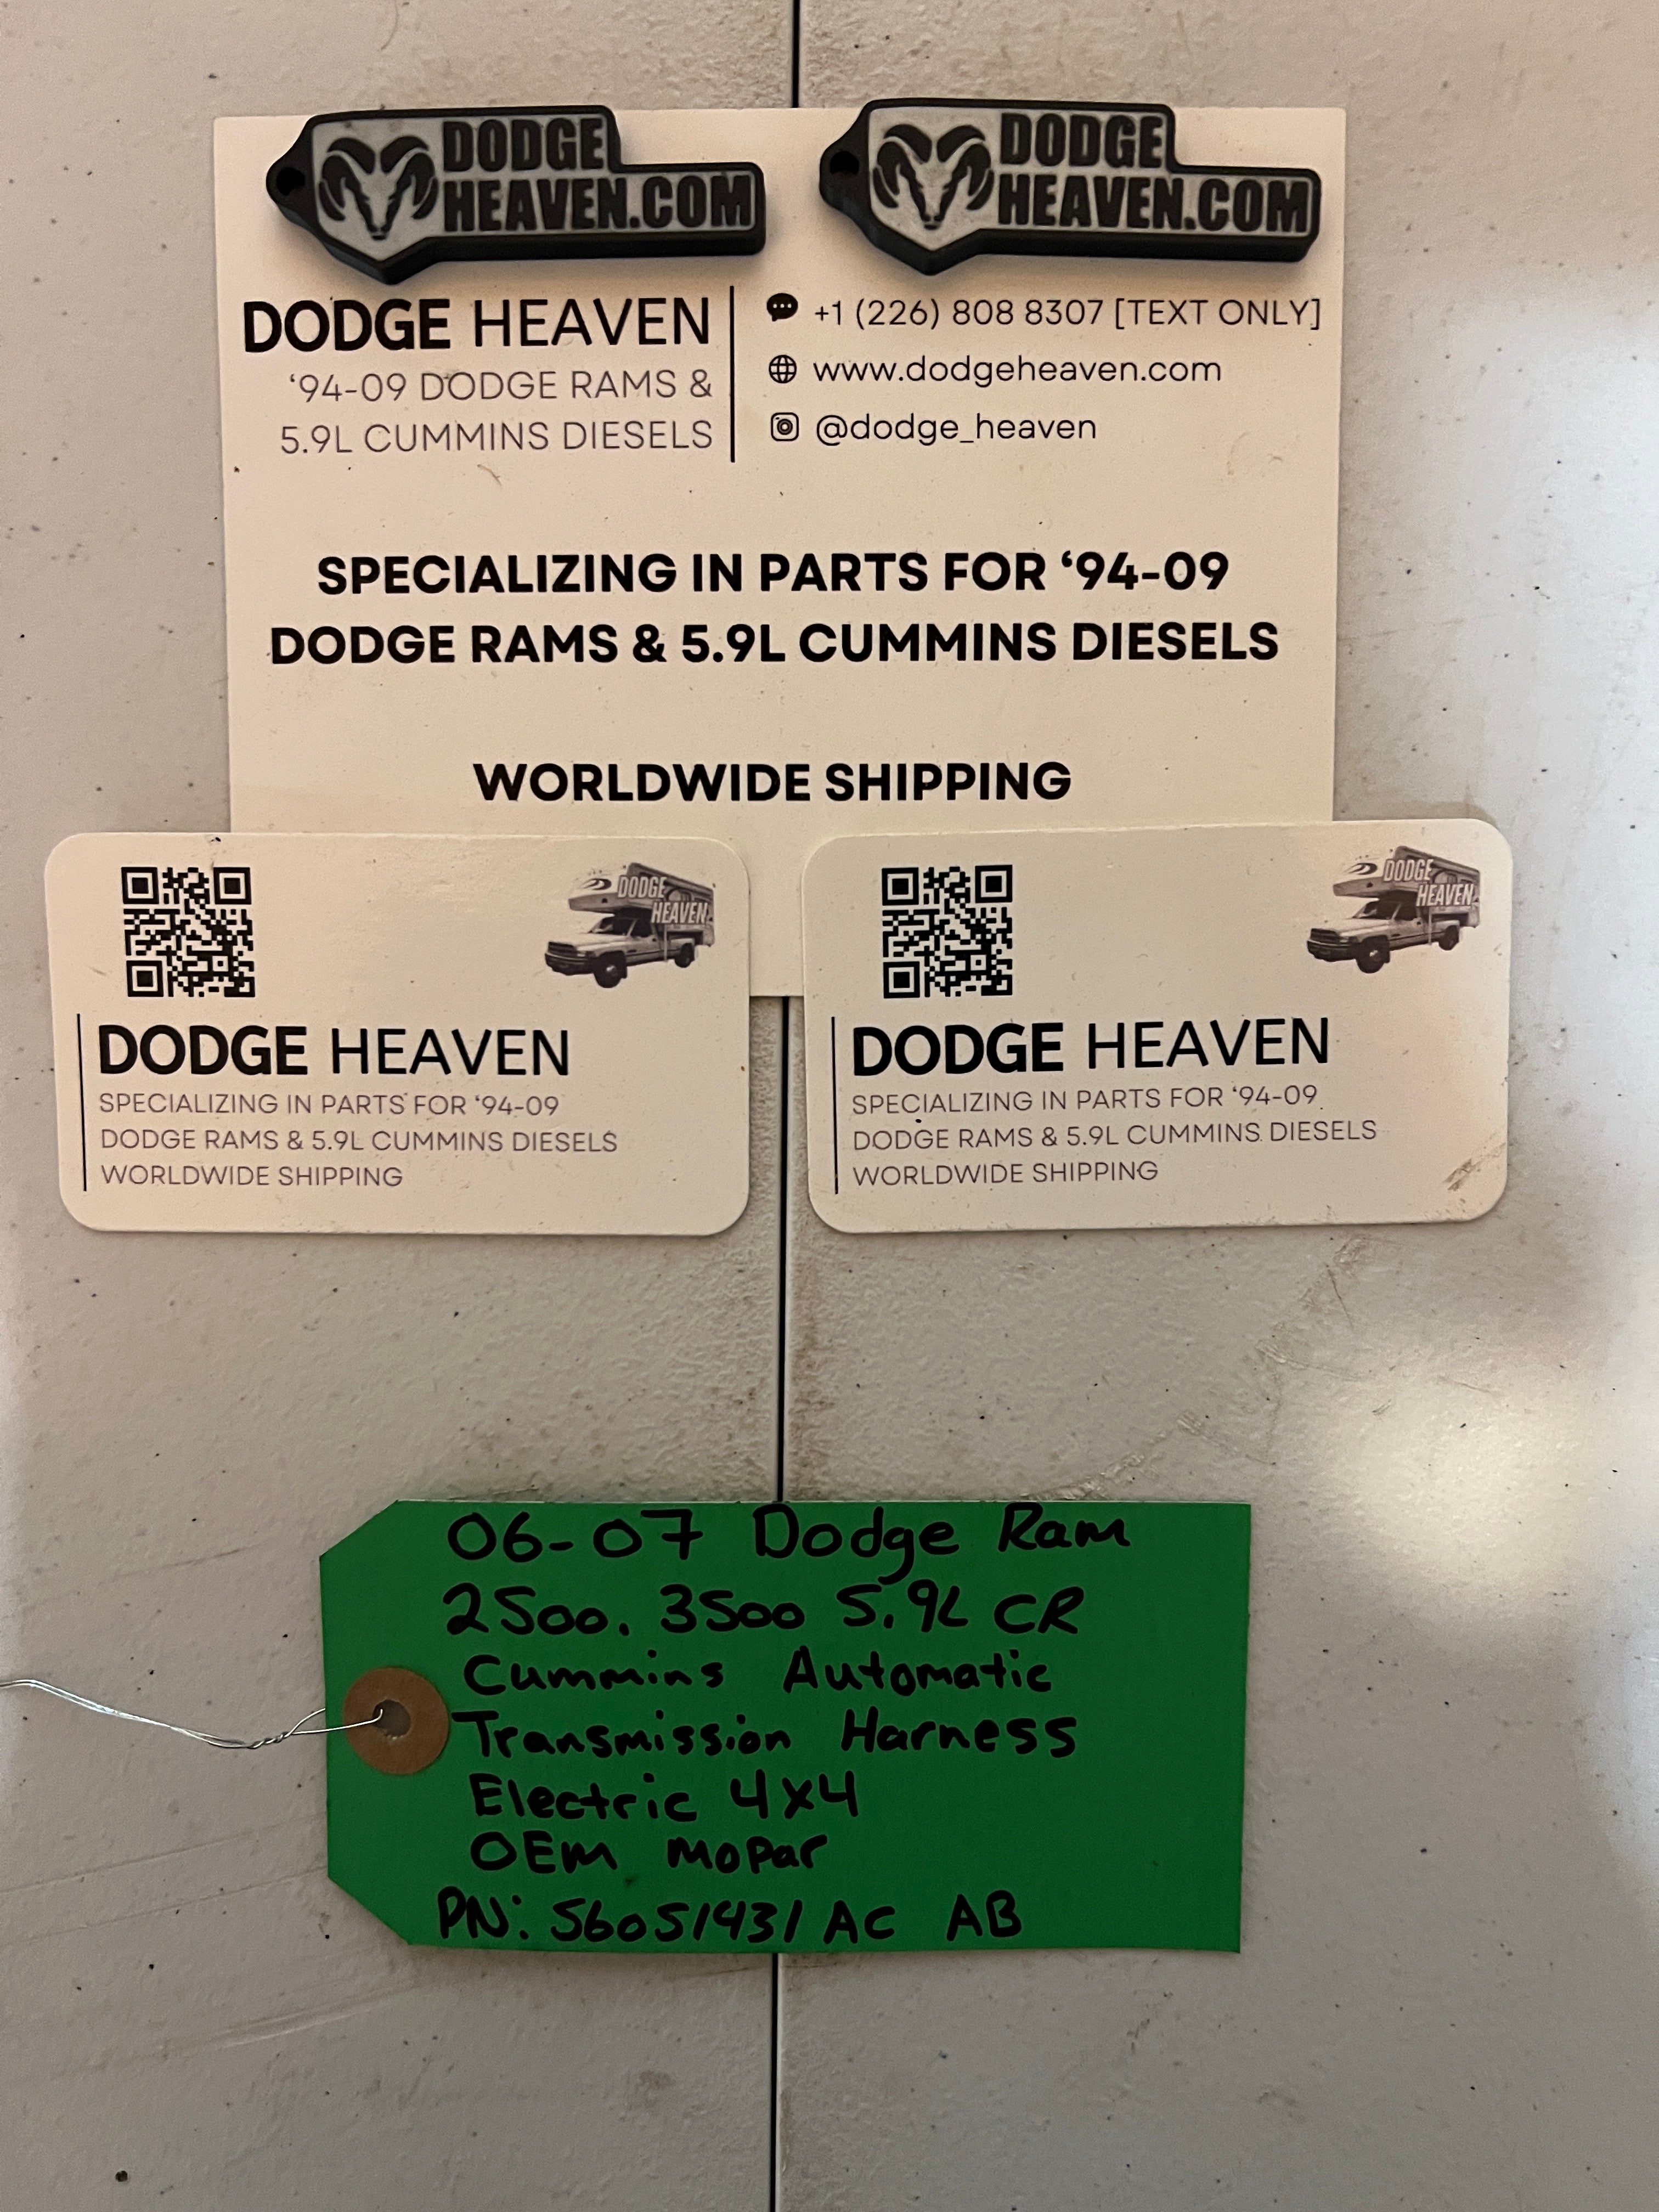 DODGE
HEAVEN.COM
DODGE
HEAVEN.COM
DODGE HEAVEN
‘94-09 DODGE RAMS &
5.9L CUMMINS DIESELS
+1 (226) 808 8307 [TEXT ONLY]
www.dodgeheaven.com
@dodge_heaven
SPECIALIZING IN PARTS FOR ‘94-09
DODGE RAMS & 5.9L CUMMINS DIESELS
WORLDWIDE SHIPPING
DODGE
HEAVEN
DODGE HEAVEN
SPECIALIZING IN PARTS FOR ‘94-09
DODGE RAMS & 5.9L CUMMINS DIESELS
WORLDWIDE SHIPPING
DODGE
HEAVEN
DODGE HEAVEN
SPECIALIZING IN PARTS FOR ‘94-09
DODGE RAMS & 5.9L CUMMINS DIESELS
WORLDWIDE SHIPPING
06-07 Dodge Ram
2500. 3500 5.9L CR
Cummins Automatic
Transmission Harness
Electric 4x4
OEM Mopar
PN: 56051431 AC AB